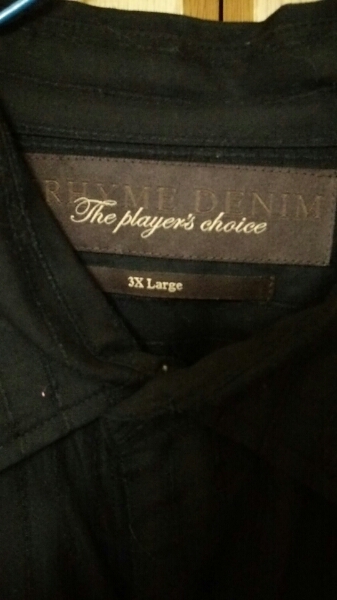 RHYME DENIM
The player's choice
3X Large